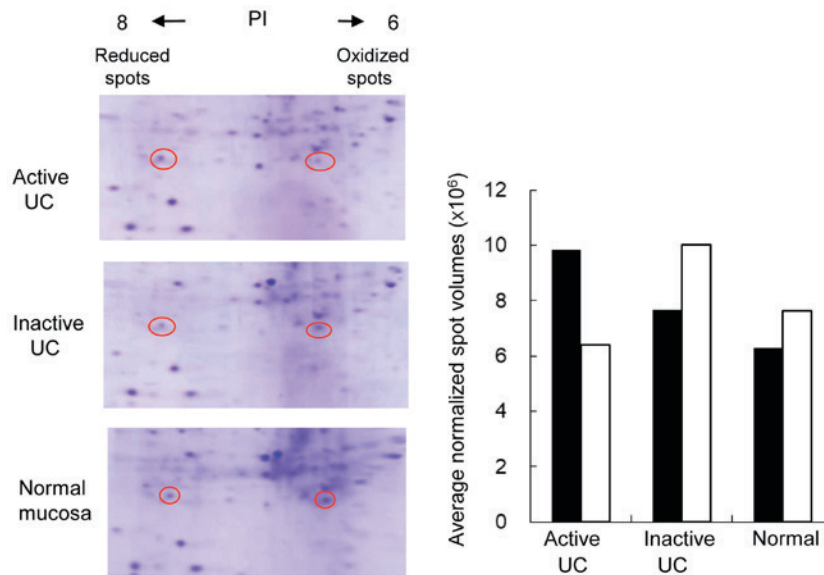 8 ← PI → 6
Reduced spots
Oxidized spots
Active UC
Inactive UC
Normal mucosa
Average normalized spot volumes (x10⁶)
12
10
8
6
4
2
0
Active UC
Inactive UC
Normal